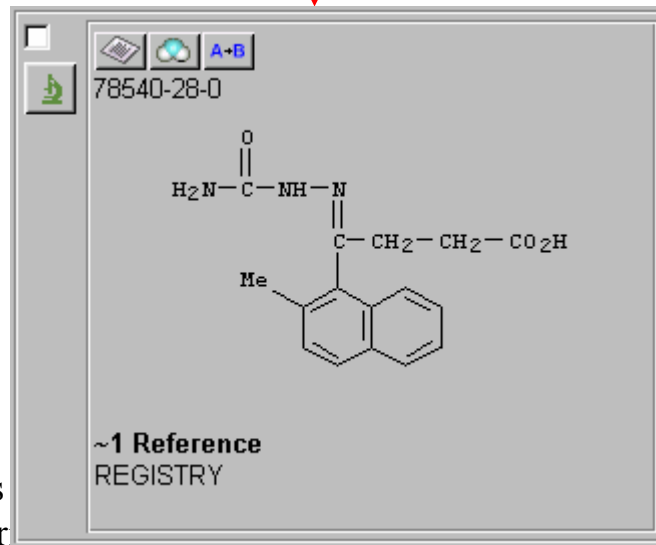 A→B
78540-28-0
O
H2N-C-NH-N
C-CH2-CH2-CO2H
Me
~1 Reference
REGISTRY
s
r